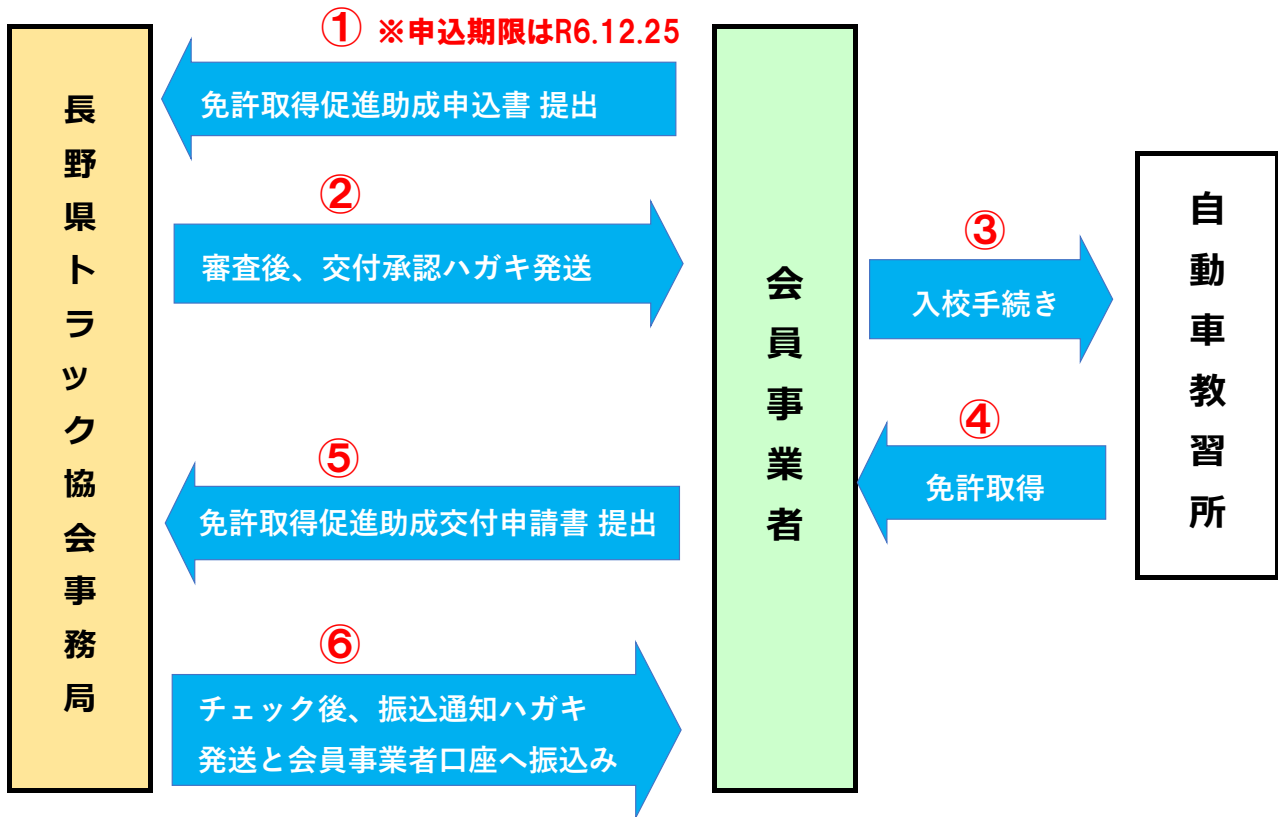 ① ※申込期限はR6.12.25
長野県トラック協会事務局
免許取得促進助成申込書 提出
②
審査後、交付承認ハガキ発送
会員事業者
③
入校手続き
自動車教習所
④
免許取得
⑤
免許取得促進助成交付申請書 提出
⑥
チェック後、振込通知ハガキ
発送と会員事業者口座へ振込み